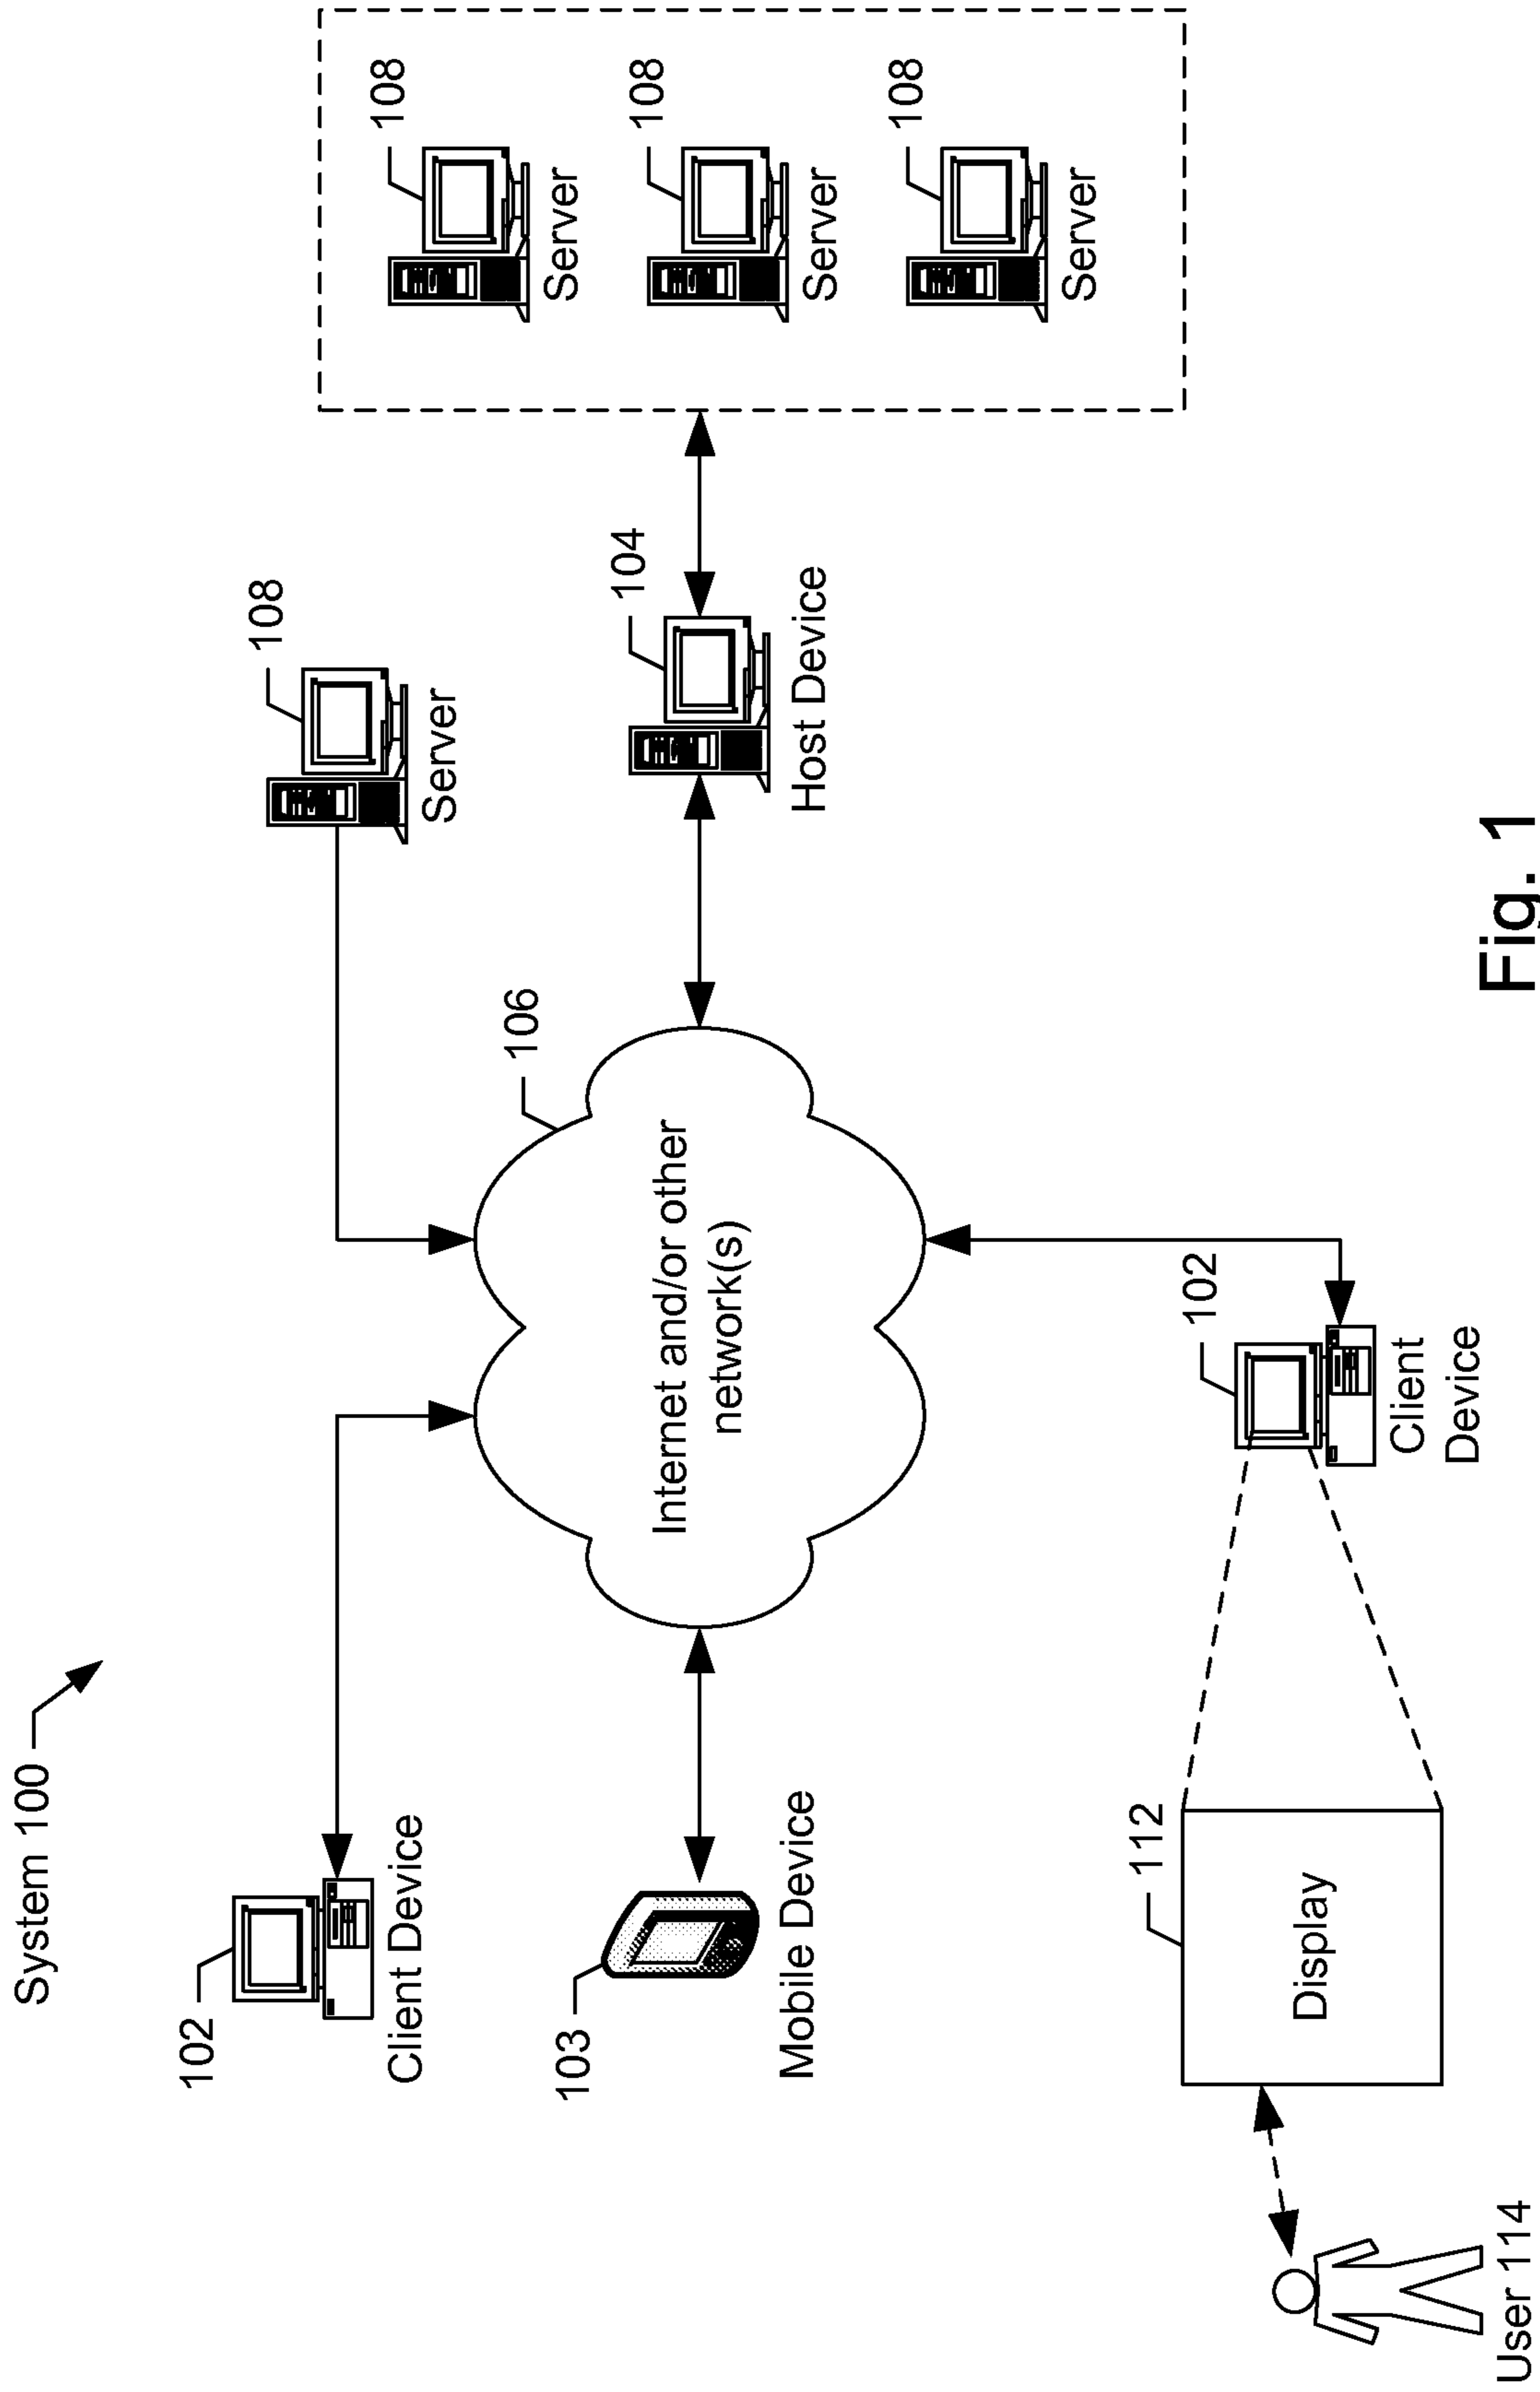 System 100
102
Client Device
108
Server
106
Internet and/or other
network(s)
103
Mobile Device
104
Host Device
108
Server
108
Server
108
Server
112
Display
102
Client
Device
User 114
Fig. 1